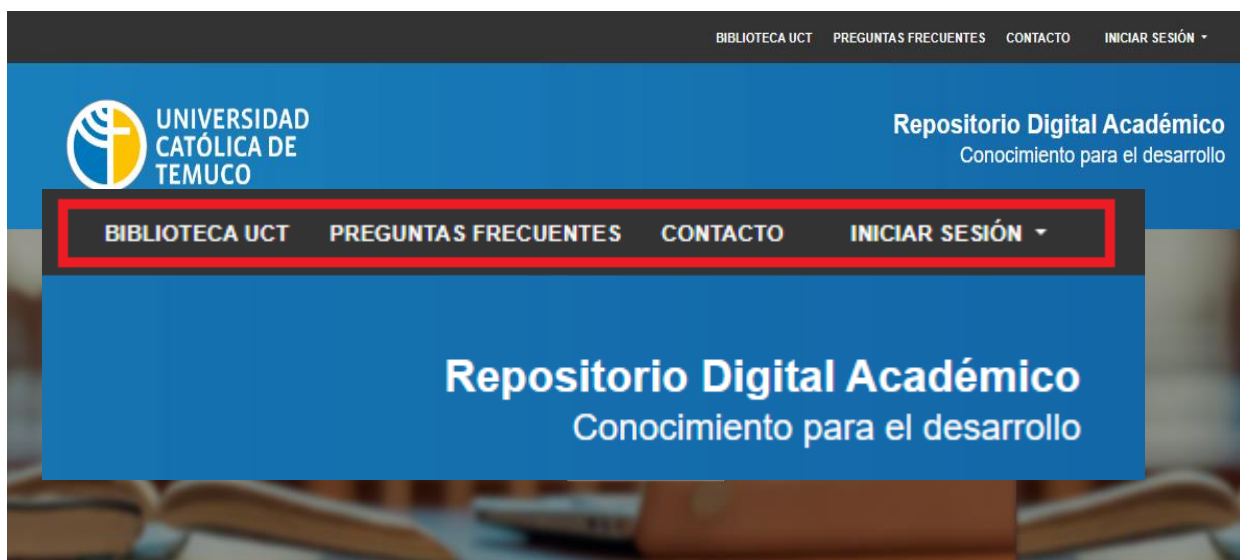 BIBLIOTECA UCT PREGUNTAS FRECUENTES CONTACTO INICIAR SESIÓN
UNIVERSIDAD
CATÓLICA DE
TEMUCO
Repositorio Digital Académico
Conocimiento para el desarrollo
BIBLIOTECA UCT PREGUNTAS FRECUENTES CONTACTO INICIAR SESIÓN
Repositorio Digital Académico
Conocimiento para el desarrollo